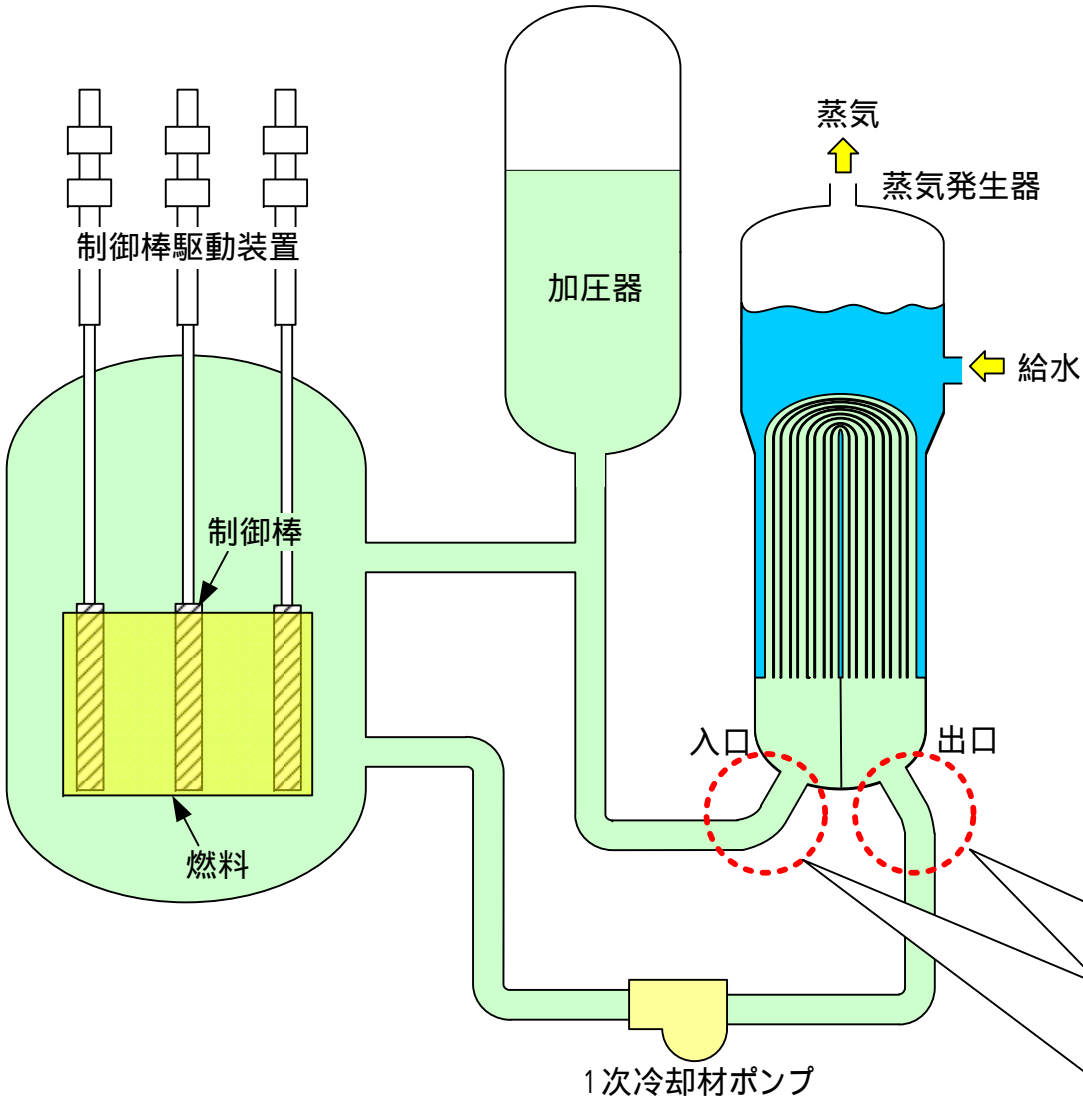 蒸気
蒸気発生器
制御棒駆動装置
加圧器
給水
制御棒
入口
出口
燃料
1次冷却材ポンプ